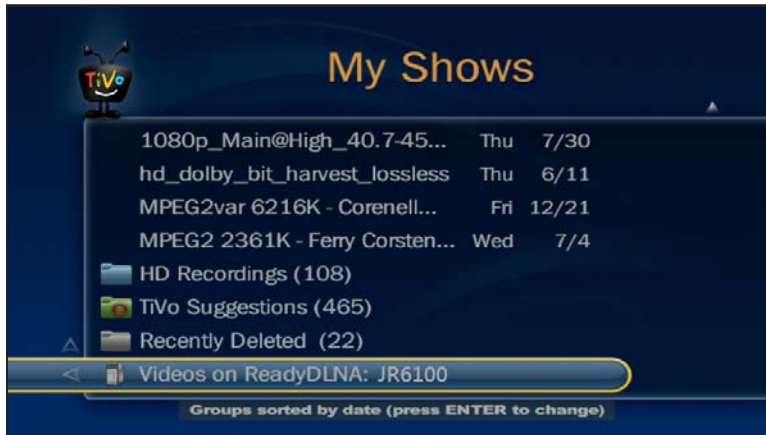 TiVo
My Shows
1080p_Main@High_40.7-45... Thu 7/30
hd_dolby_bit_harvest_lossless Thu 6/11
MPEG2var 6216K - Corenell... Fri 12/21
MPEG2 2361K - Ferry Corsten... Wed 7/4
HD Recordings (108)
TiVo Suggestions (465)
Recently Deleted (22)
Videos on ReadyDLNA: JR6100
Groups sorted by date (press ENTER to change)